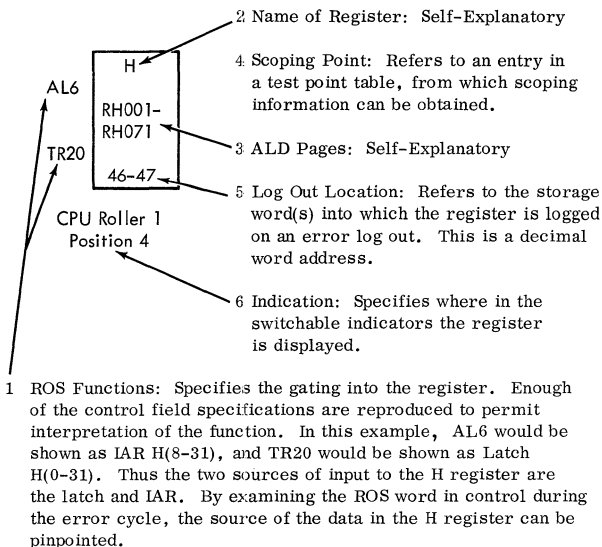 2 Name of Register: Self-Explanatory
H
4 Scoping Point: Refers to an entry in
a test point table, from which scoping
information can be obtained.
AL6
RH001-
RH071
TR20
3 ALD Pages: Self-Explanatory
46-47
5 Log Out Location: Refers to the storage
word(s) into which the register is logged
on an error log out. This is a decimal
word address.
CPU Roller 1
Position 4
6 Indication: Specifies where in the
switchable indicators the register
is displayed.
1 ROS Functions: Specifies the gating into the register. Enough
of the control field specifications are reproduced to permit
interpretation of the function. In this example, AL6 would be
shown as IAR H(8-31), and TR20 would be shown as Latch
H(0-31). Thus the two sources of input to the H register are
the latch and IAR. By examining the ROS word in control during
the error cycle, the source of the data in the H register can be
pinpointed.